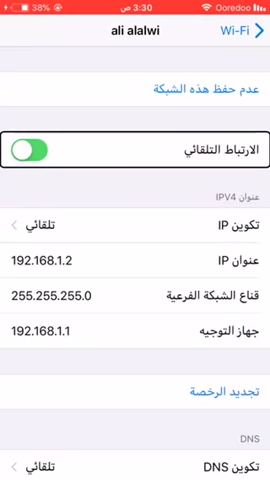 38% 3:30 ص Ooredoo
Wi-Fi ali alalwi
عدم حفظ هذه الشبكة
الارتباط التلقائي
عنوان IPV4
تكوين IP تلقائي
عنوان IP 192.168.1.2
قناع الشبكة الفرعية 255.255.255.0
جهاز التوجيه 192.168.1.1
تجديد الرخصة
DNS
تكوين DNS تلقائي